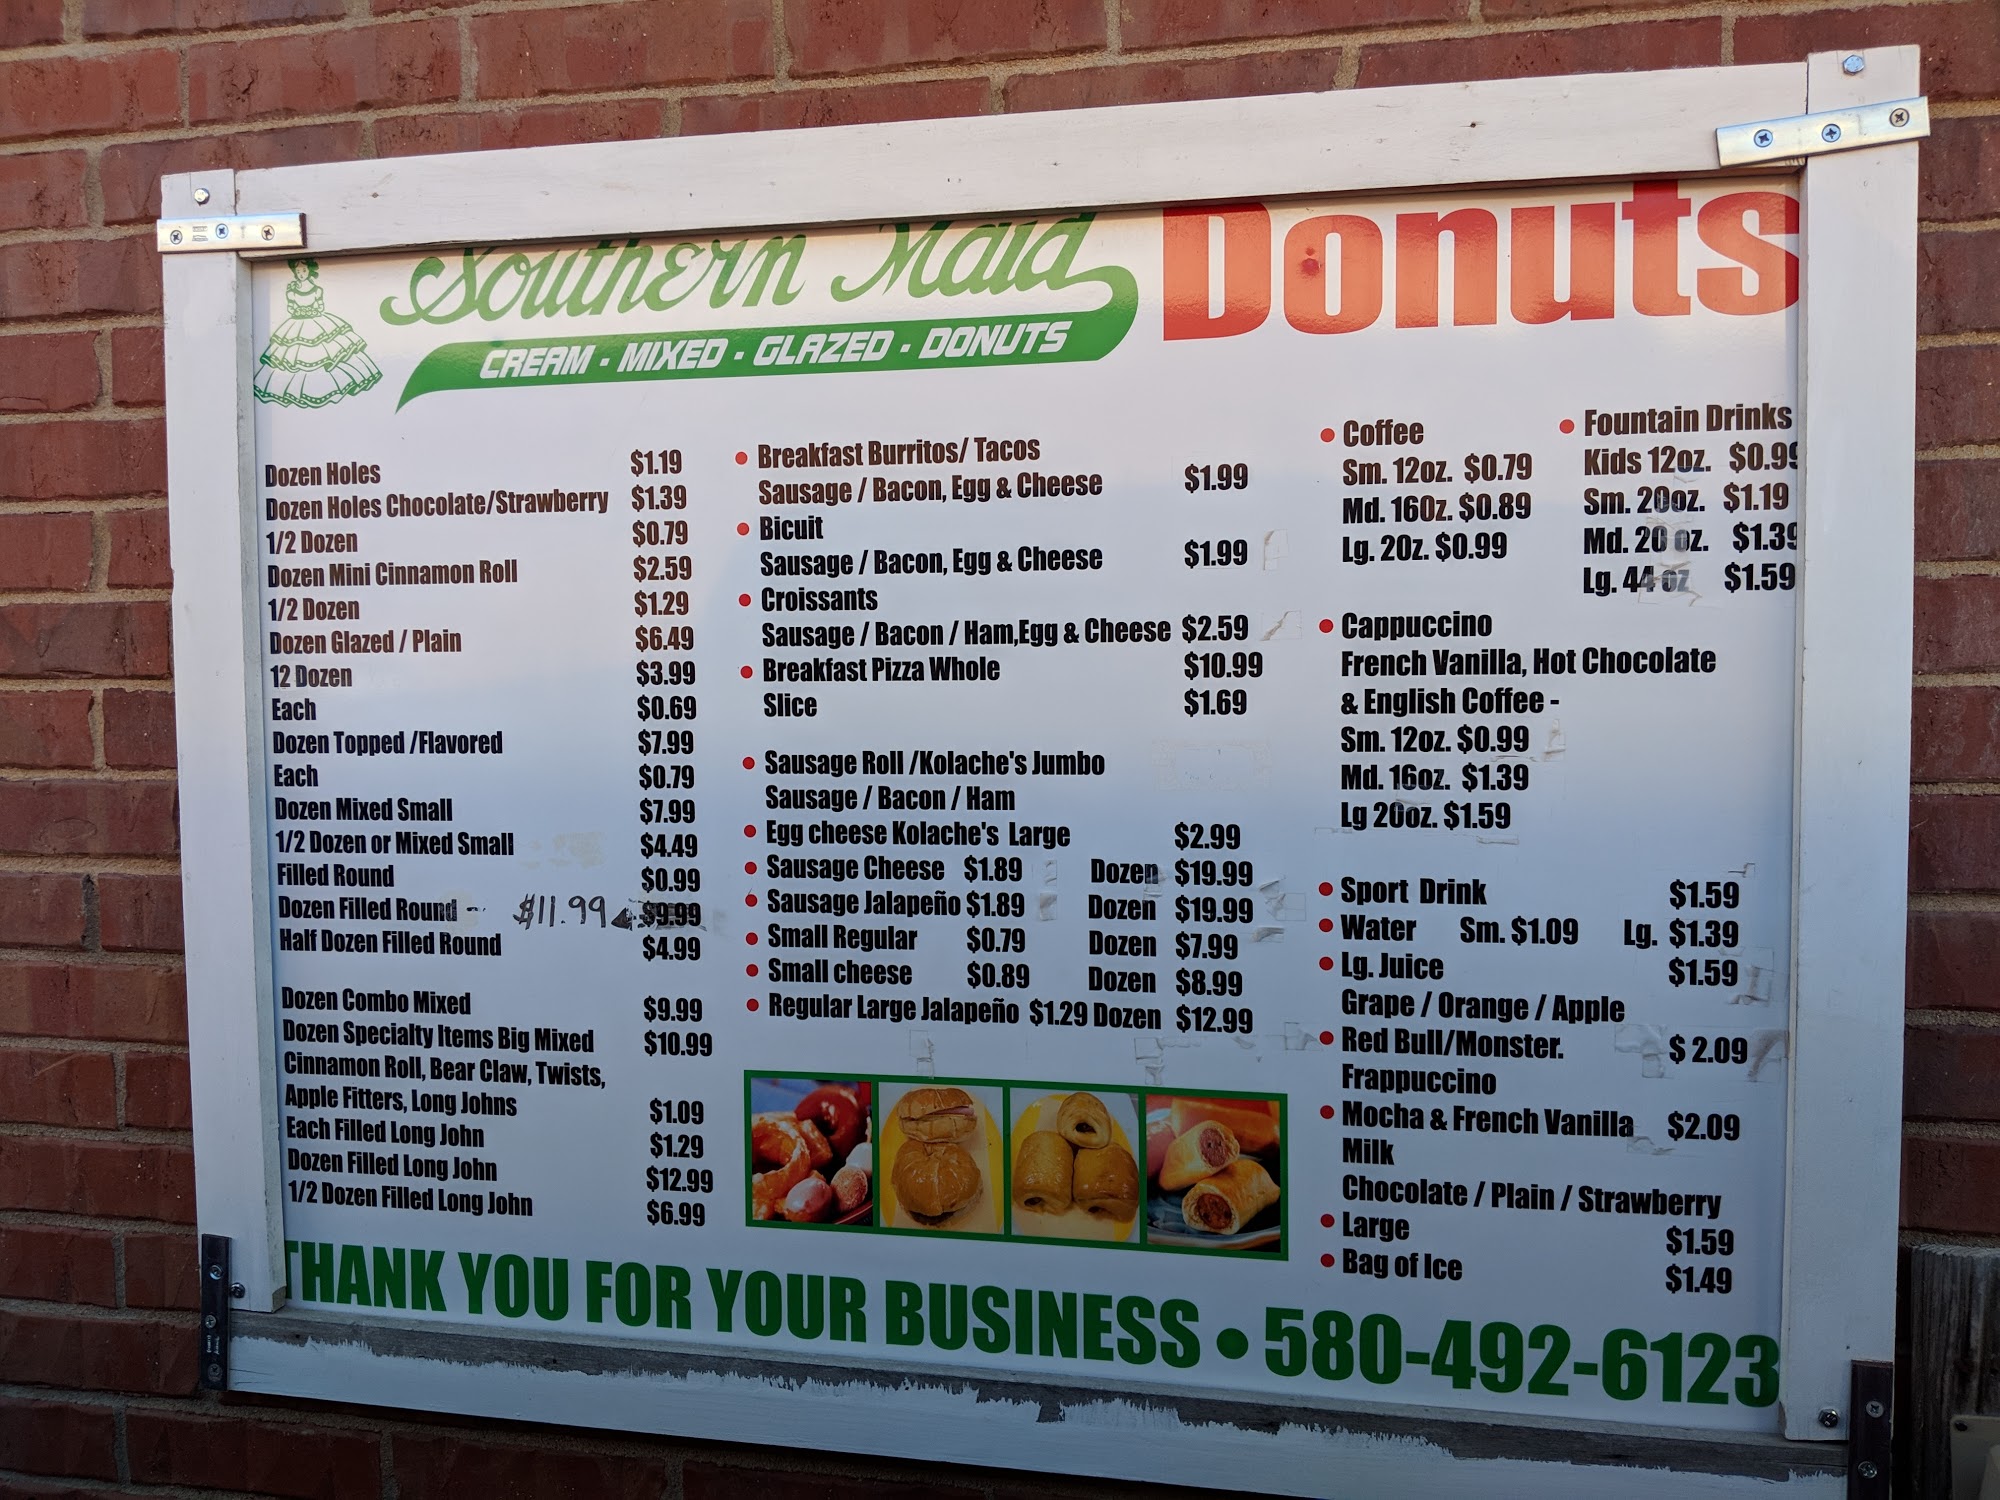 Southern Maid Donuts
CREAM · MIXED · GLAZED · DONUTS
Dozen Holes $1.19
Dozen Holes Chocolate/Strawberry $1.39
1/2 Dozen $0.79
Dozen Mini Cinnamon Roll $2.59
1/2 Dozen $1.29
Dozen Glazed / Plain $6.49
12 Dozen $3.99
Each $0.69
Dozen Topped /Flavored $7.99
Each $0.79
Dozen Mixed Small $7.99
1/2 Dozen or Mixed Small $4.49
Filled Round $0.99
Dozen Filled Round - $11.99 $9.99
Half Dozen Filled Round $4.99
Dozen Combo Mixed $9.99
Dozen Specialty Items Big Mixed $10.99
Cinnamon Roll, Bear Claw, Twists,
Apple Fitters, Long Johns $1.09
Each Filled Long John $1.29
Dozen Filled Long John $12.99
1/2 Dozen Filled Long John $6.99
• Breakfast Burritos/ Tacos
Sausage / Bacon, Egg & Cheese $1.99
• Bicuit
Sausage / Bacon, Egg & Cheese $1.99
• Croissants
Sausage / Bacon / Ham,Egg & Cheese $2.59
• Breakfast Pizza Whole $10.99
Slice $1.69
• Sausage Roll /Kolache's Jumbo
Sausage / Bacon / Ham
• Egg cheese Kolache's Large $2.99
• Sausage Cheese $1.89 Dozen $19.99
• Sausage Jalapeño $1.89 Dozen $19.99
• Small Regular $0.79 Dozen $7.99
• Small cheese $0.89 Dozen $8.99
• Regular Large Jalapeño $1.29 Dozen $12.99
• Coffee
Sm. 12oz. $0.79
Md. 16Oz. $0.89
Lg. 20z. $0.99
• Fountain Drinks
Kids 12oz. $0.99
Sm. 20oz. $1.19
Md. 20 oz. $1.39
Lg. 44 oz $1.59
• Cappuccino
French Vanilla, Hot Chocolate
& English Coffee -
Sm. 12oz. $0.99
Md. 16oz. $1.39
Lg 20oz. $1.59
• Sport Drink $1.59
• Water Sm. $1.09 Lg. $1.39
• Lg. Juice $1.59
Grape / Orange / Apple
• Red Bull/Monster. $ 2.09
Frappuccino
• Mocha & French Vanilla $2.09
Milk
Chocolate / Plain / Strawberry
• Large $1.59
• Bag of Ice $1.49
THANK YOU FOR YOUR BUSINESS • 580-492-6123